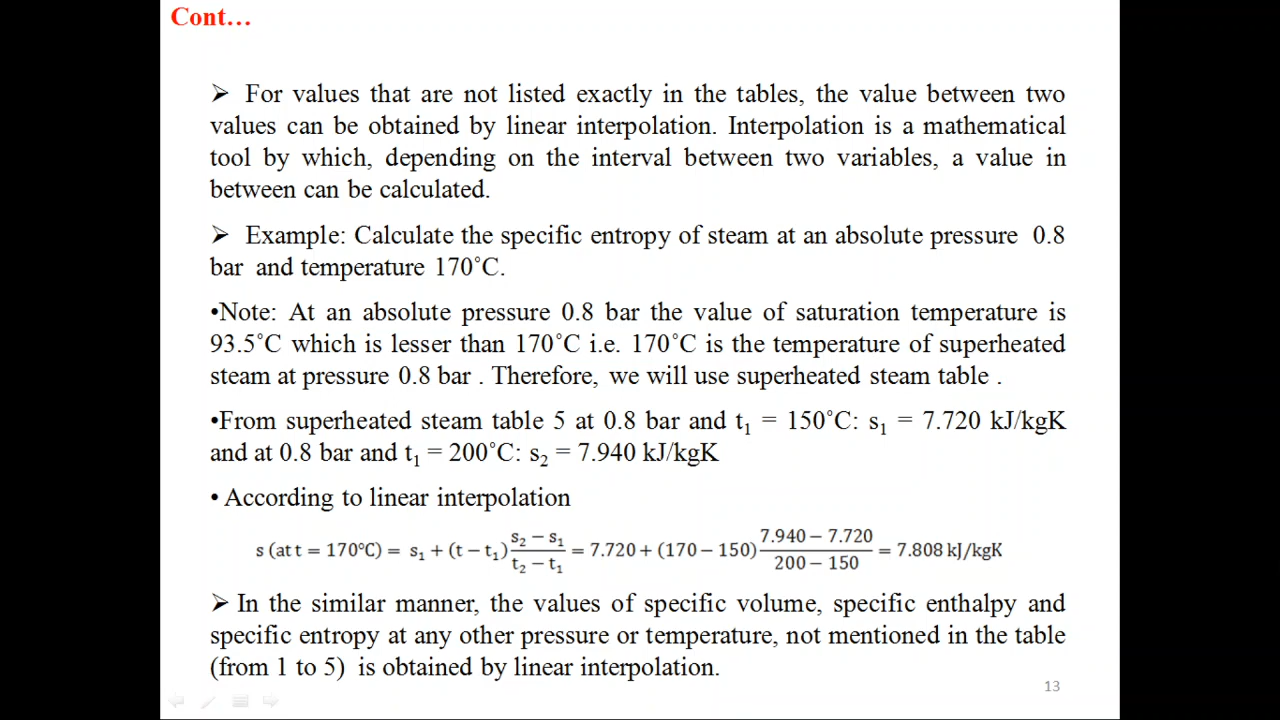 Cont…
➢ For values that are not listed exactly in the tables, the value between two
values can be obtained by linear interpolation. Interpolation is a mathematical
tool by which, depending on the interval between two variables, a value in
between can be calculated.
➢ Example: Calculate the specific entropy of steam at an absolute pressure 0.8
bar and temperature 170˚C.
•Note: At an absolute pressure 0.8 bar the value of saturation temperature is
93.5˚C which is lesser than 170˚C i.e. 170˚C is the temperature of superheated
steam at pressure 0.8 bar . Therefore, we will use superheated steam table .
•From superheated steam table 5 at 0.8 bar and t₁ = 150˚C: s₁ = 7.720 kJ/kgK
and at 0.8 bar and t₁ = 200˚C: s₂ = 7.940 kJ/kgK
• According to linear interpolation
s (at t = 170°C) = s₁ + (t − t₁) (s₂ − s₁)/(t₂ − t₁) = 7.720 + (170 − 150) (7.940 − 7.720)/(200 − 150) = 7.808 kJ/kgK
➢ In the similar manner, the values of specific volume, specific enthalpy and
specific entropy at any other pressure or temperature, not mentioned in the table
(from 1 to 5) is obtained by linear interpolation.
13